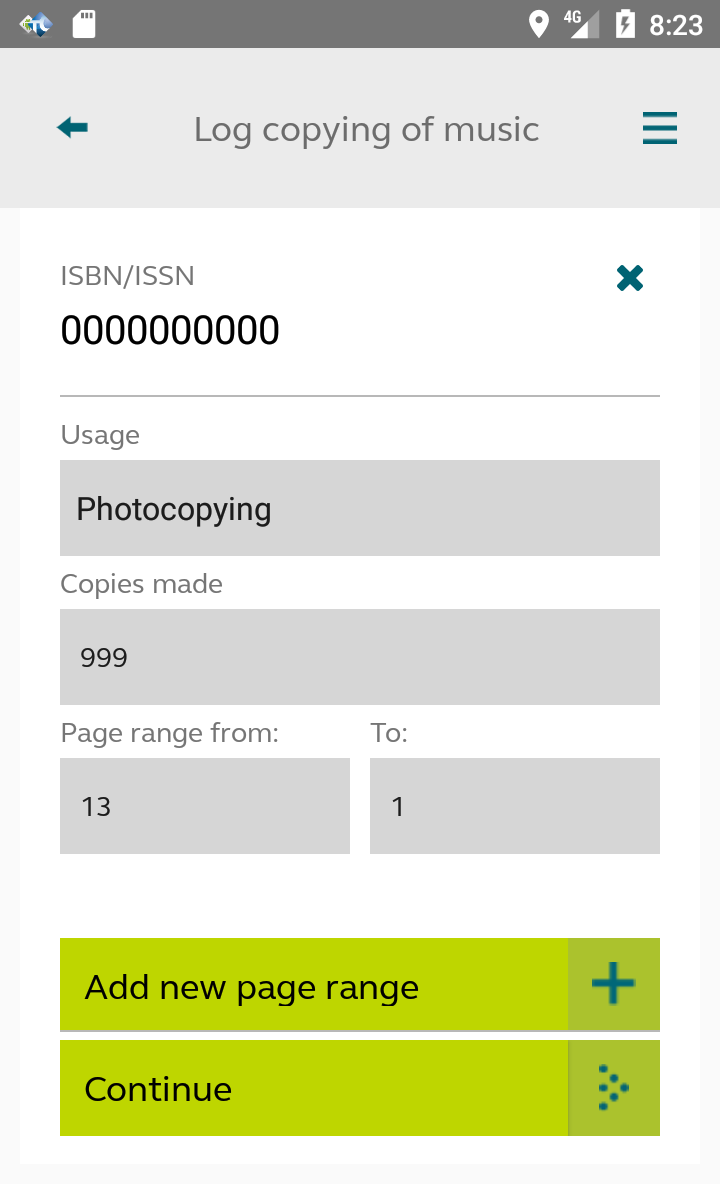 4G 8:23
Log copying of music
ISBN/ISSN
0000000000
Usage
Photocopying
Copies made
999
Page range from: To:
13 1
Add new page range
Continue